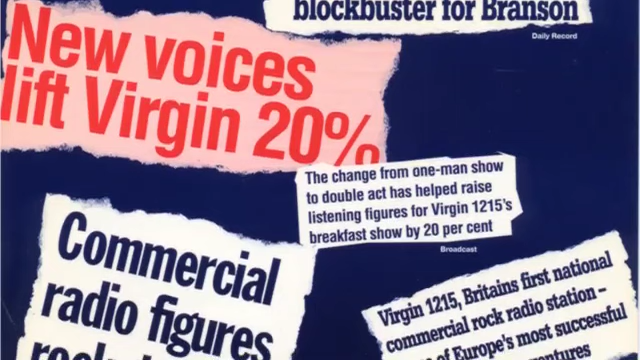 blockbuster for Branson
Daily Record
New voices
lift Virgin 20%
The change from one-man show
to double act has helped raise
listening figures for Virgin 1215's
breakfast show by 20 per cent
Broadcast
Commercial
radio figures
Virgin 1215, Britains first national
commercial rock radio station –
of Europe's most successful